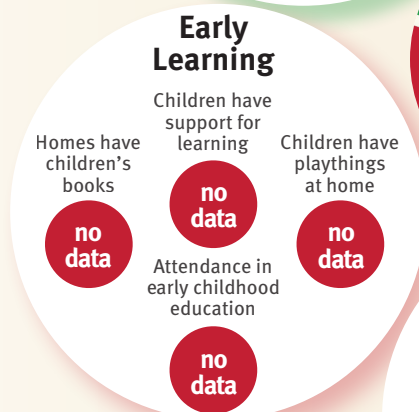 Early
Learning
Children have
support for
learning
no
data
Homes have
children's
books
no
data
Children have
playthings
at home
no
data
Attendance in
early childhood
education
no
data